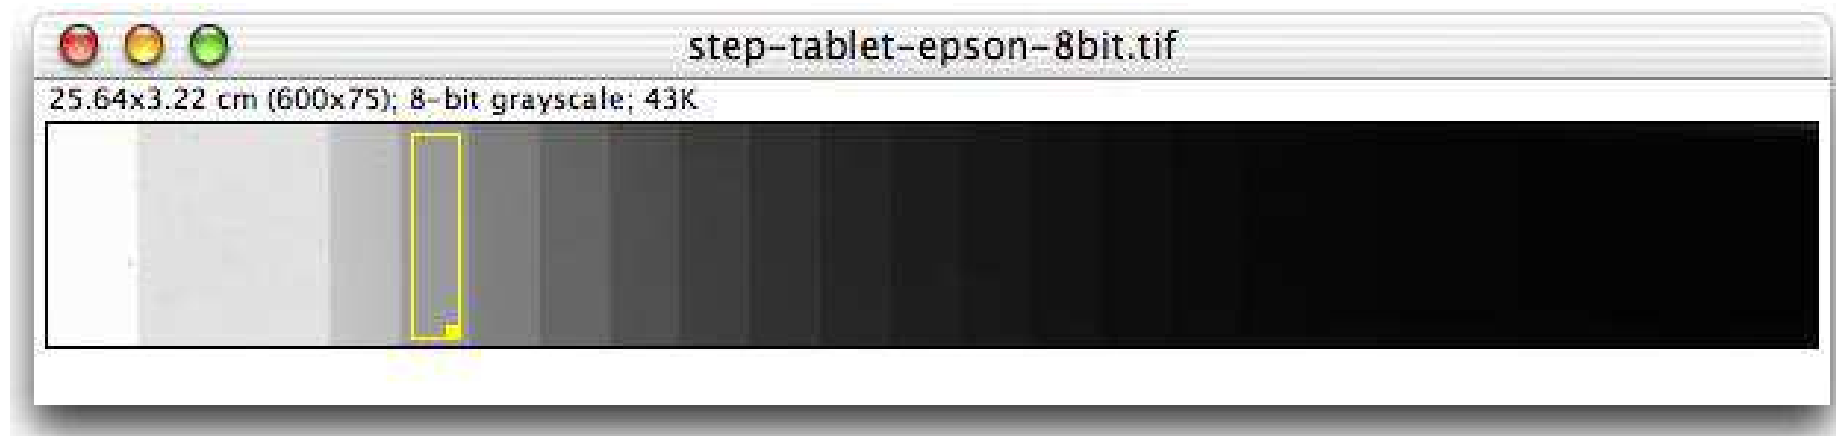 step-tablet-epson-8bit.tif
25.64x3.22 cm (600x75); 8-bit grayscale; 43K